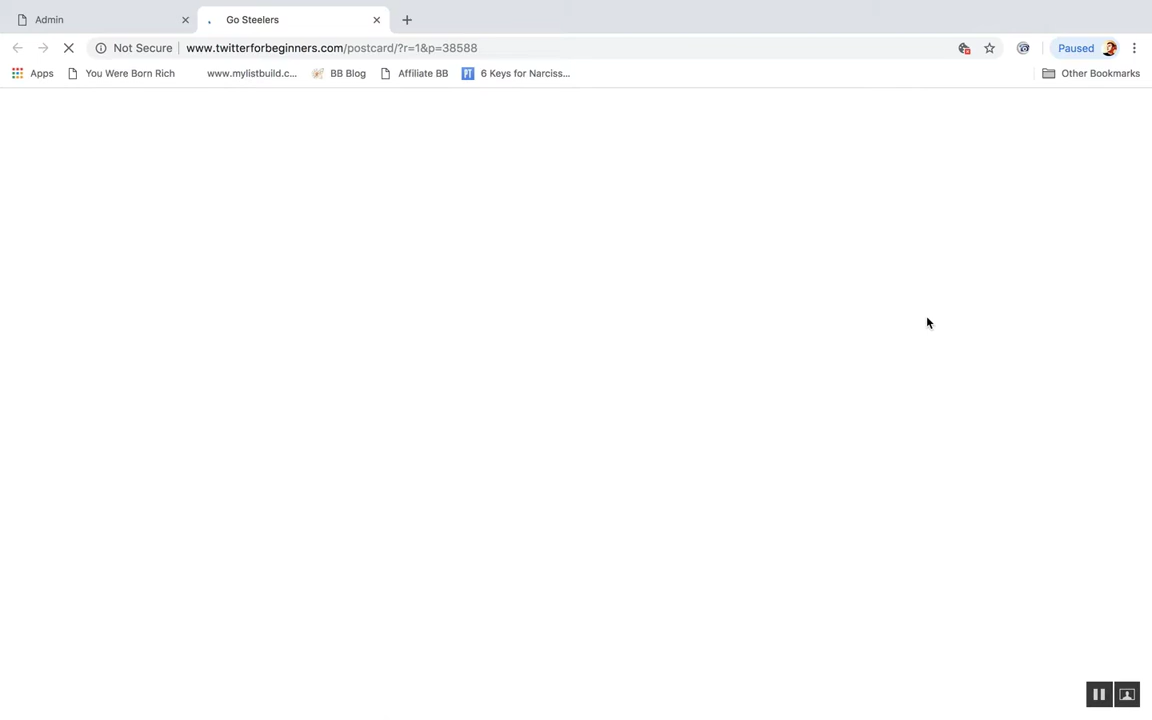 Admin
Go Steelers
Not Secure www.twitterforbeginners.com/postcard/?r=1&p=38588 Paused
Apps You Were Born Rich www.mylistbuild.c... BB Blog Affiliate BB PT 6 Keys for Narciss... Other Bookmarks